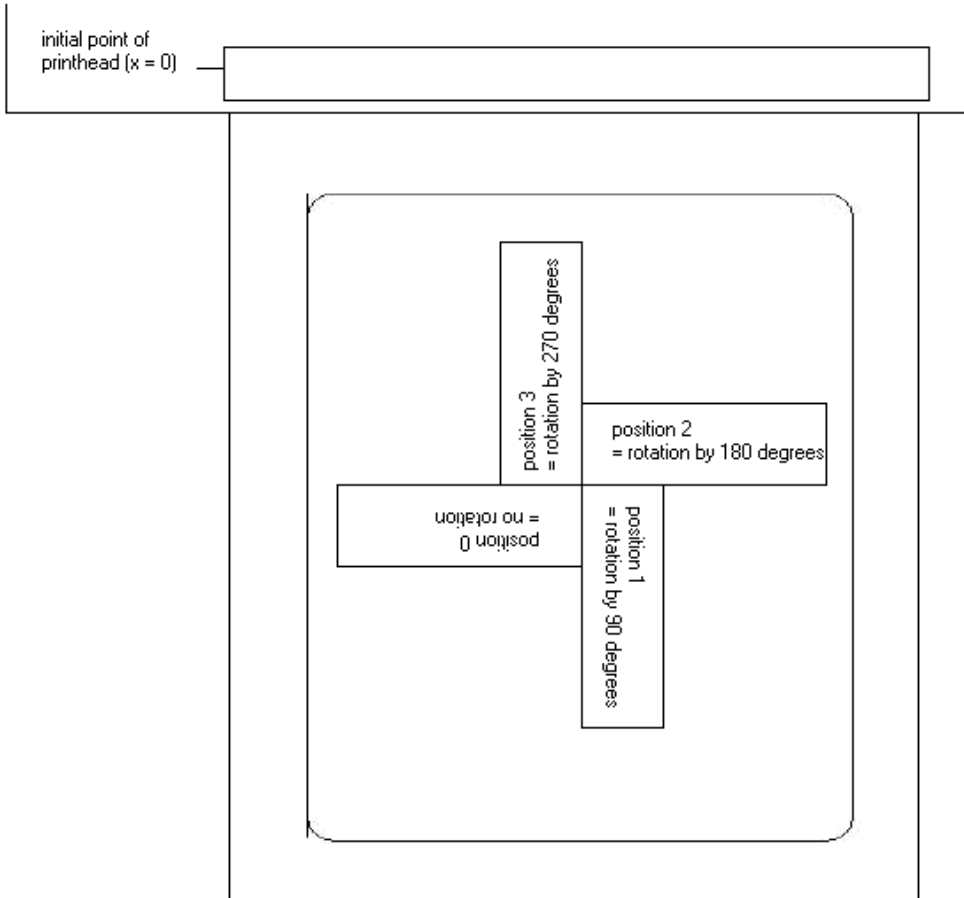 initial point of
printhead (x = 0)
position 3
= rotation by 270 degrees
position 2
= rotation by 180 degrees
position 0
= no rotation
position 1
= rotation by 90 degrees